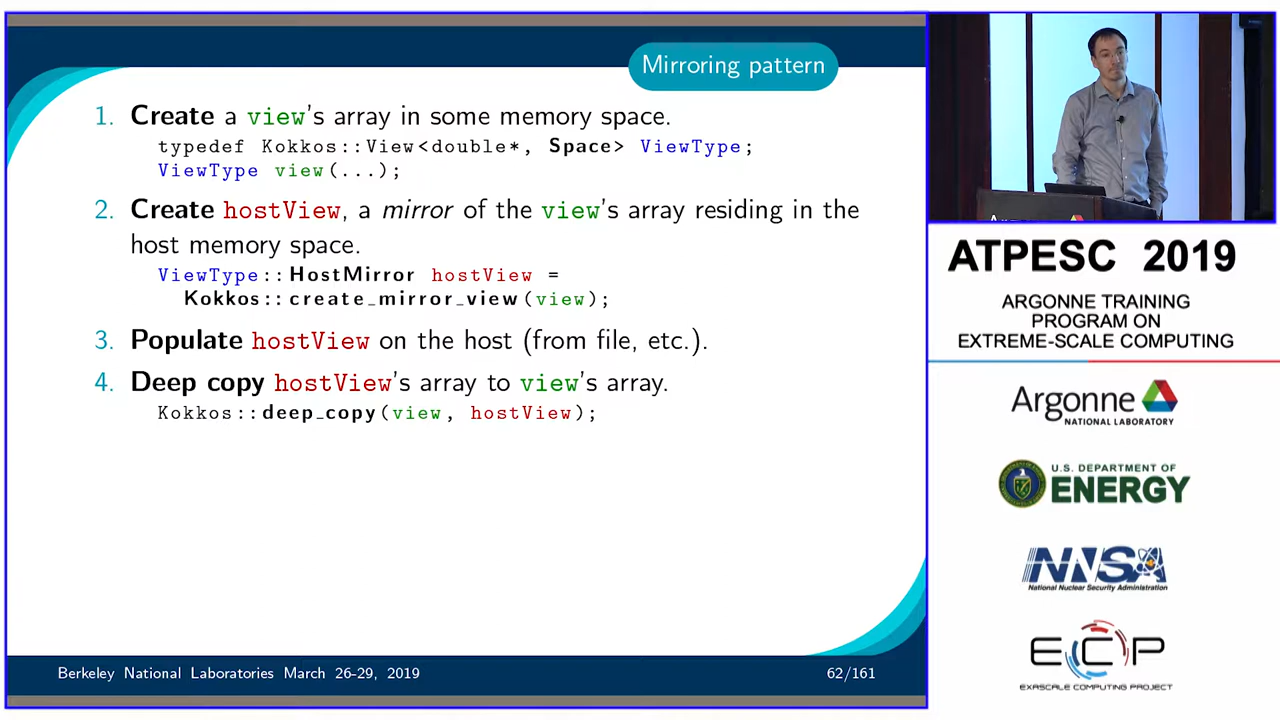 Mirroring pattern
1. Create a view's array in some memory space.
typedef Kokkos::View<double*, Space> ViewType;
ViewType view(...);
2. Create hostView, a mirror of the view's array residing in the
host memory space.
ViewType::HostMirror hostView =
Kokkos::create_mirror_view(view);
3. Populate hostView on the host (from file, etc.).
4. Deep copy hostView's array to view's array.
Kokkos::deep_copy(view, hostView);
Berkeley National Laboratories March 26-29, 2019
62/161
ATPESC 2019
ARGONNE TRAINING
PROGRAM ON
EXTREME-SCALE COMPUTING
Argonne
NATIONAL LABORATORY
U.S. DEPARTMENT OF
ENERGY
NNSA
National Nuclear Security Administration
ECP
EXASCALE COMPUTING PROJECT